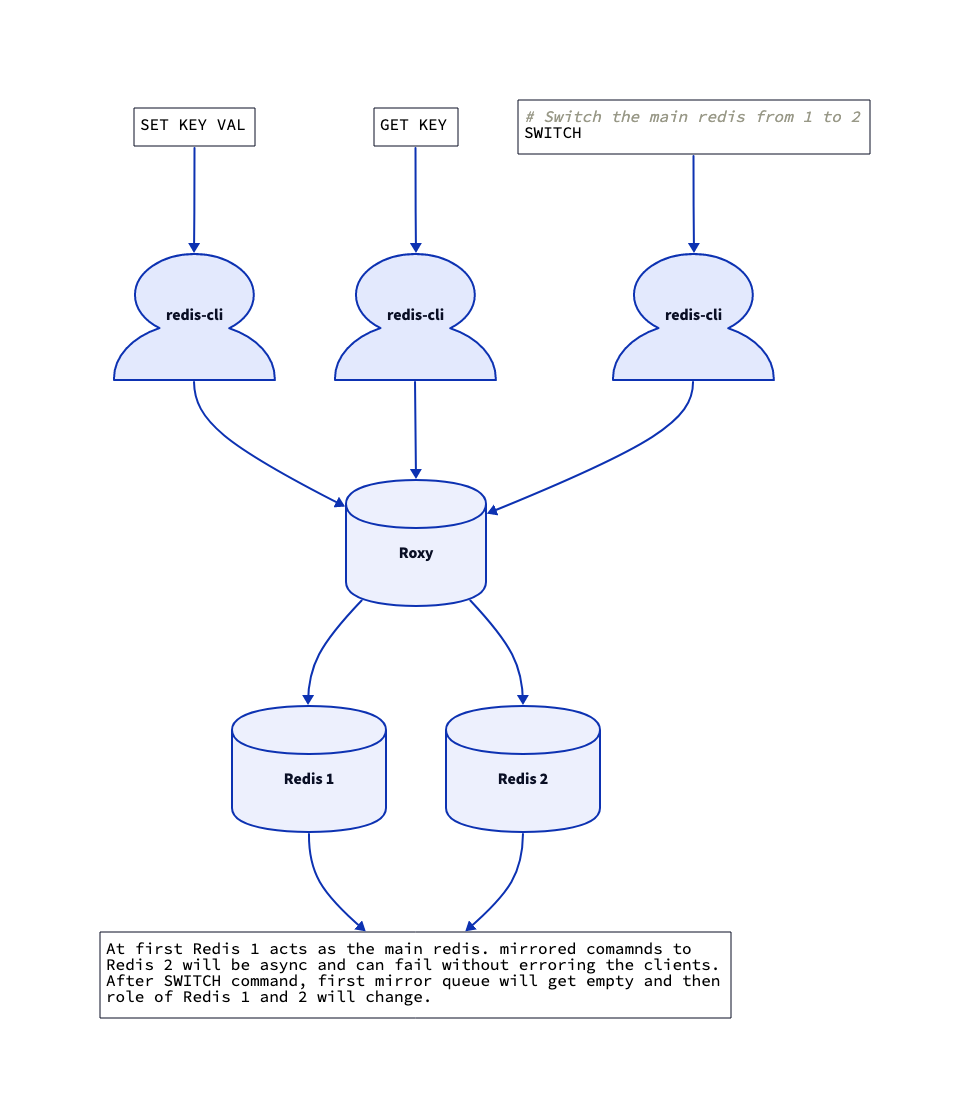 SET KEY VAL
GET KEY
# Switch the main redis from 1 to 2
SWITCH
redis-cli
redis-cli
redis-cli
Roxy
Redis 1
Redis 2
At first Redis 1 acts as the main redis. mirrored comamnds to
Redis 2 will be async and can fail without erroring the clients.
After SWITCH command, first mirror queue will get empty and then
role of Redis 1 and 2 will change.